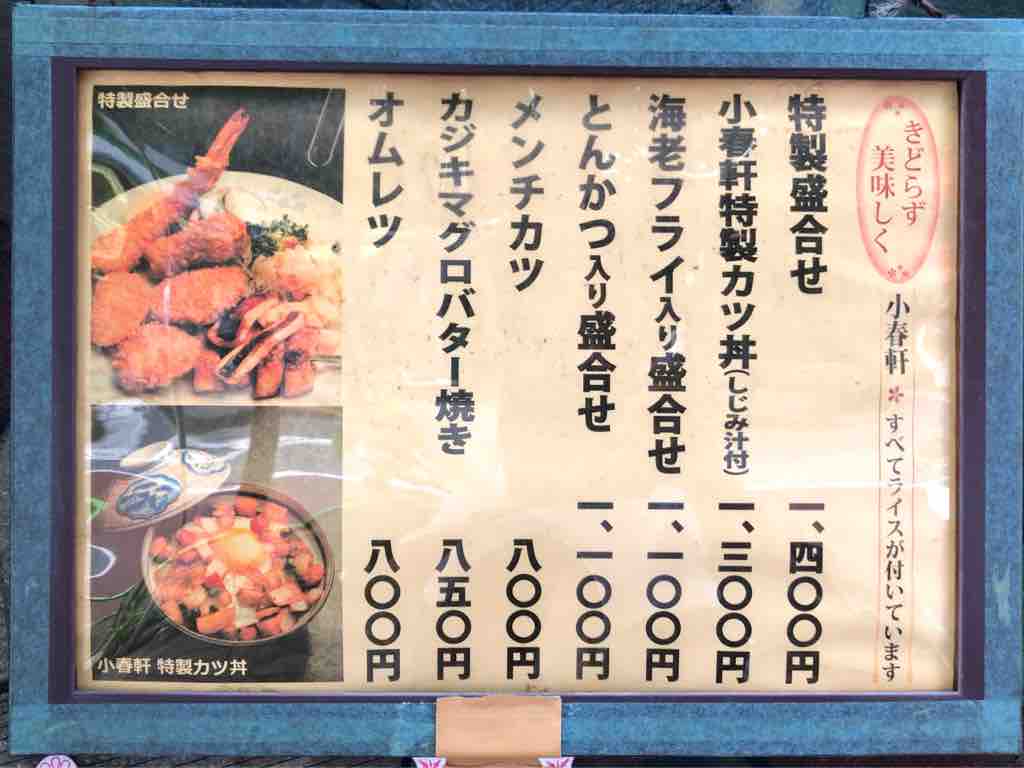 きどらず
美味しく
小春軒
すべてライスが付いています
特製盛合せ 一、四〇〇円
小春軒特製カツ丼(しじみ汁付) 一、三〇〇円
海老フライ入り盛合せ 一、一〇〇円
とんかつ入り盛合せ 一、一〇〇円
メンチカツ 八〇〇円
カジキマグロバター焼き 八五〇円
オムレツ 八〇〇円
特製盛合せ
小春軒 特製カツ丼